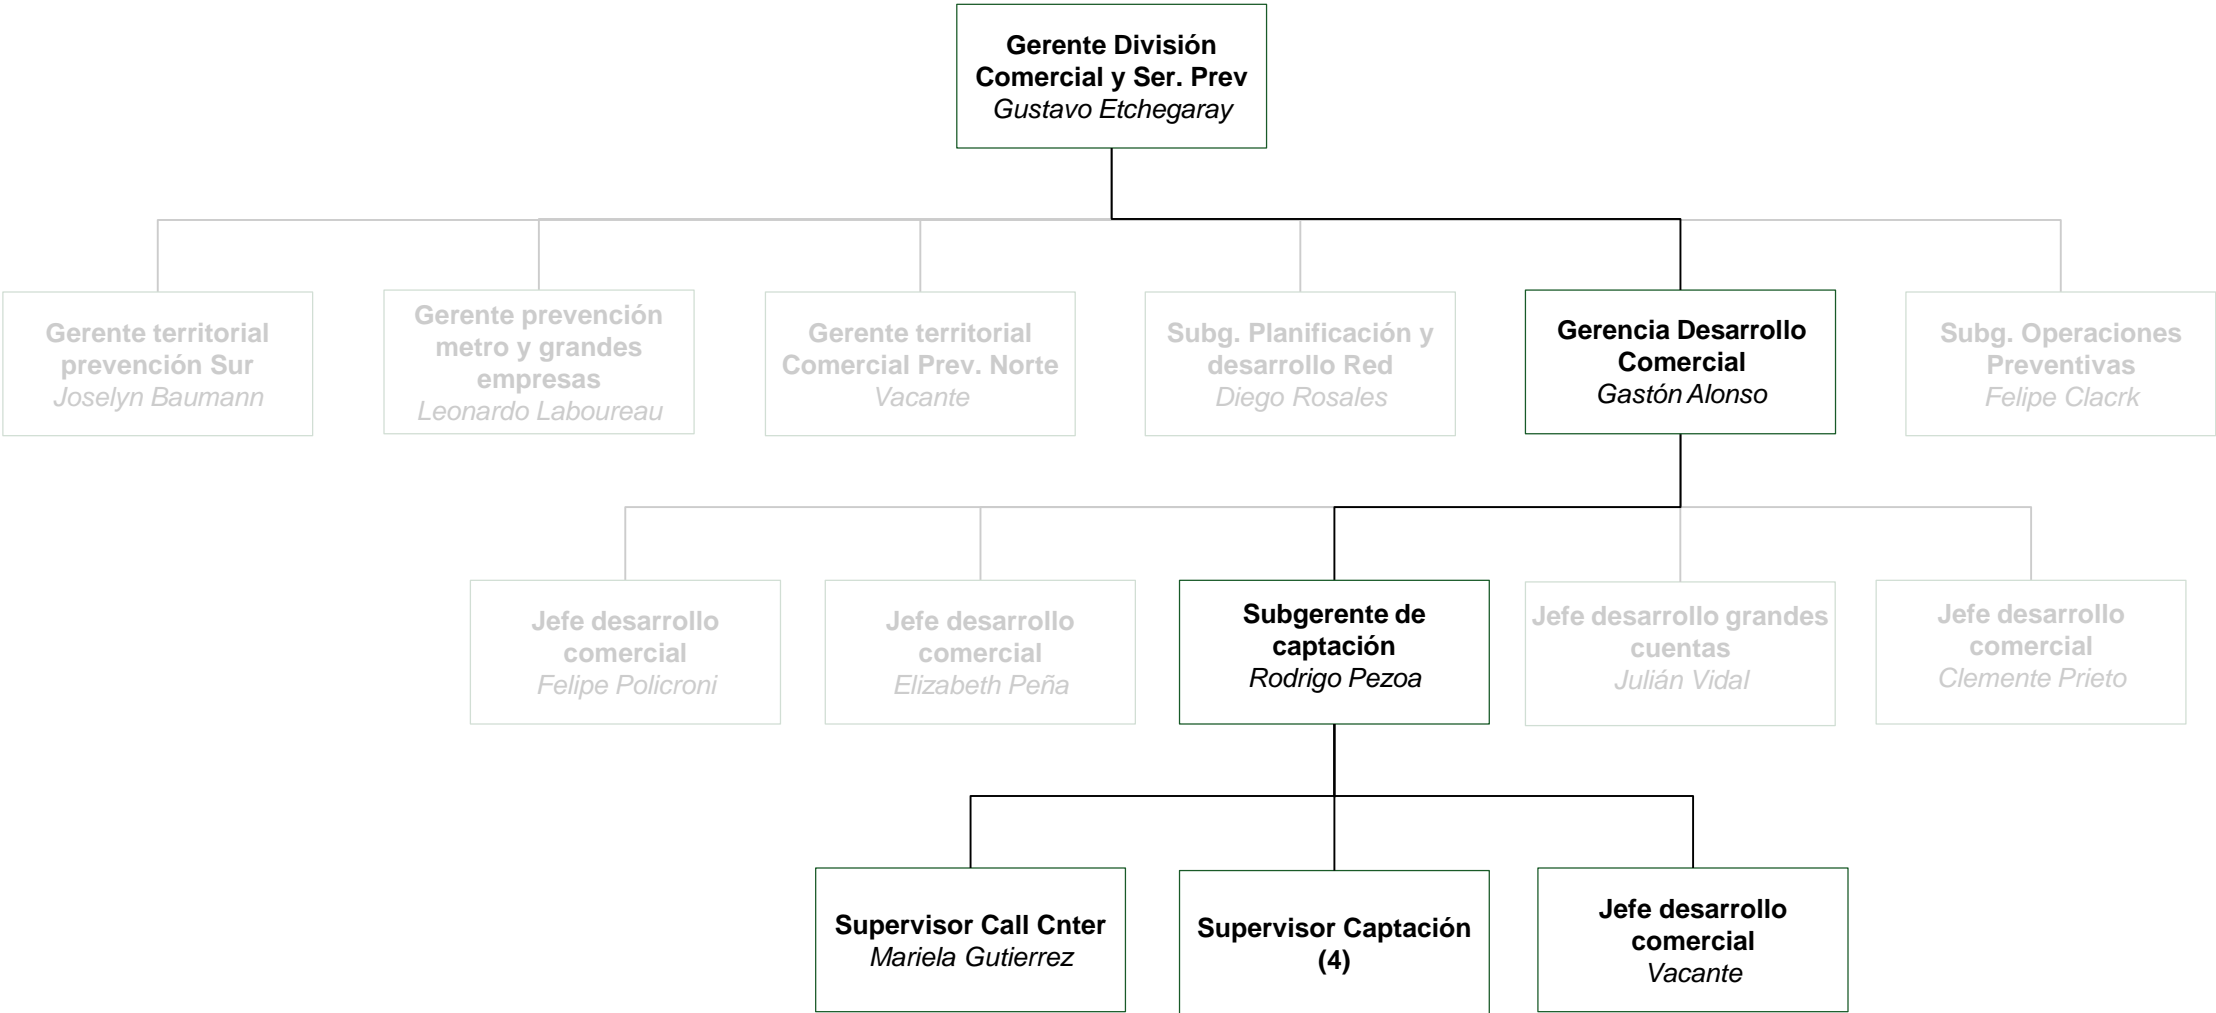 Gerente División
Comercial y Ser. Prev
Gustavo Etchegaray
Gerente territorial
prevención Sur
Joselyn Baumann
Gerente prevención
metro y grandes
empresas
Leonardo Laboureau
Gerente territorial
Comercial Prev. Norte
Vacante
Subg. Planificación y
desarrollo Red
Diego Rosales
Gerencia Desarrollo
Comercial
Gastón Alonso
Subg. Operaciones
Preventivas
Felipe Clacrk
Jefe desarrollo
comercial
Felipe Policroni
Jefe desarrollo
comercial
Elizabeth Peña
Subgerente de
captación
Rodrigo Pezoa
Jefe desarrollo grandes
cuentas
Julián Vidal
Jefe desarrollo
comercial
Clemente Prieto
Supervisor Call Cnter
Mariela Gutierrez
Supervisor Captación
(4)
Jefe desarrollo
comercial
Vacante